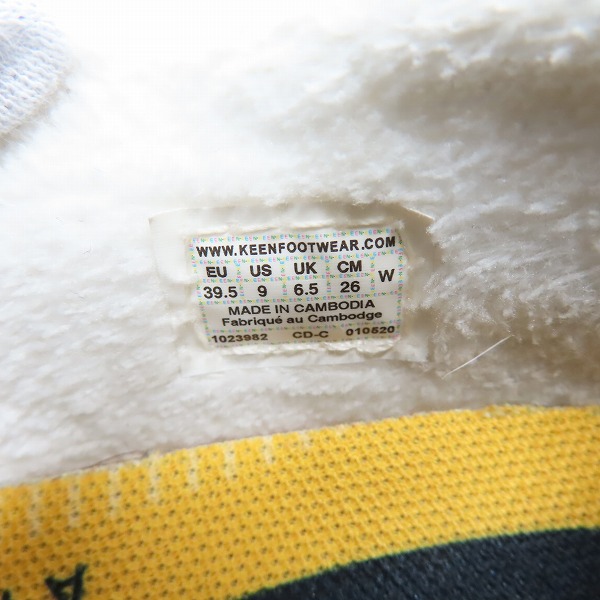 WWW.KEENFOOTWEAR.COM
EU US UK CM W
39.5 9 6.5 26
MADE IN CAMBODIA
Fabriqué au Cambodge
1023982 CD-C 010520